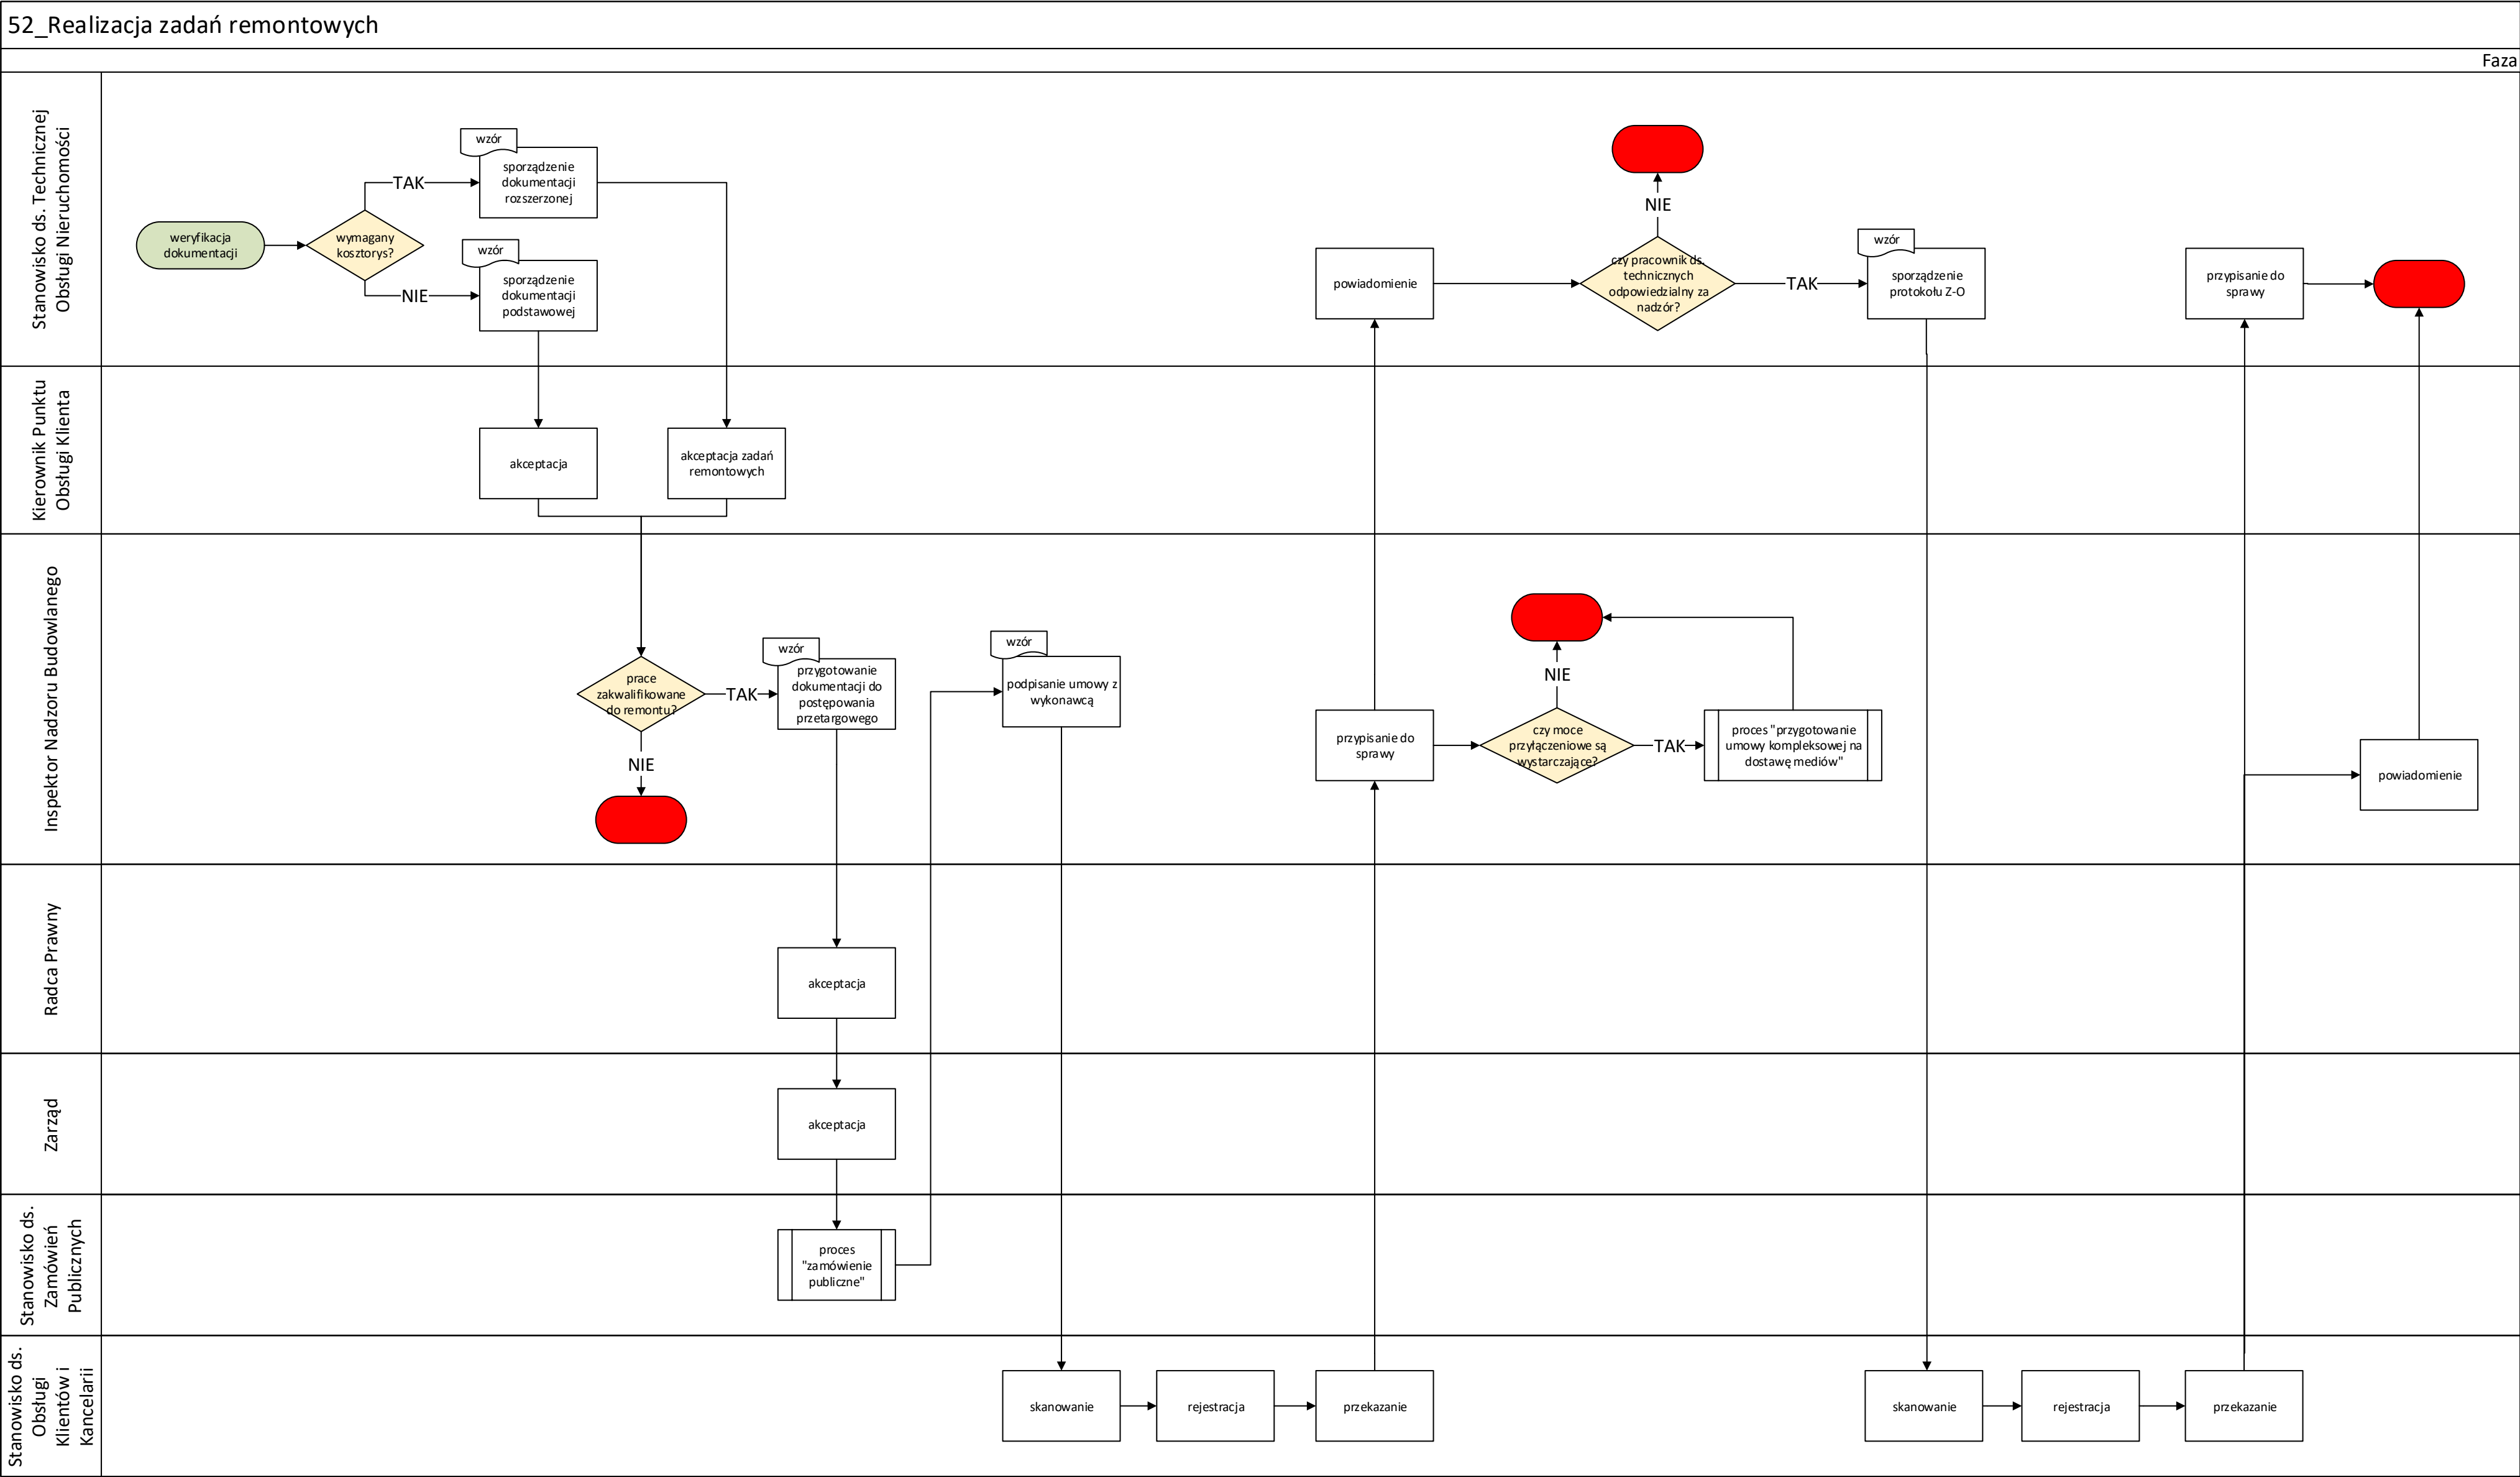 52_Realizacja zadań remontowych
Faza
Stanowisko ds. Technicznej
Obsługi Nieruchomości
weryfikacja
dokumentacji
wymagany
kosztorys?
TAK
NIE
wzór
sporządzenie
dokumentacji
rozszerzonej
wzór
sporządzenie
dokumentacji
podstawowej
powiadomienie
czy pracownik ds.
technicznych
odpowiedzialny za
nadzór?
NIE
TAK
wzór
sporządzenie
protokołu Z-O
przypisanie do
sprawy
Kierownik Punktu
Obsługi Klienta
akceptacja
akceptacja zadań
remontowych
Inspektor Nadzoru Budowlanego
prace
zakwalifikowane
do remontu?
TAK
NIE
wzór
przygotowanie
dokumentacji do
postępowania
przetargowego
wzór
podpisanie umowy z
wykonawcą
przypisanie do
sprawy
czy moce
przyłączeniowe są
wystarczające?
NIE
TAK
proces "przygotowanie
umowy kompleksowej na
dostawę mediów"
powiadomienie
Radca Prawny
akceptacja
Zarząd
akceptacja
Stanowisko ds.
Zamówień
Publicznych
proces
"zamówienie
publiczne"
Stanowisko ds.
Obsługi
Klientów i
Kancelarii
skanowanie
rejestracja
przekazanie
skanowanie
rejestracja
przekazanie